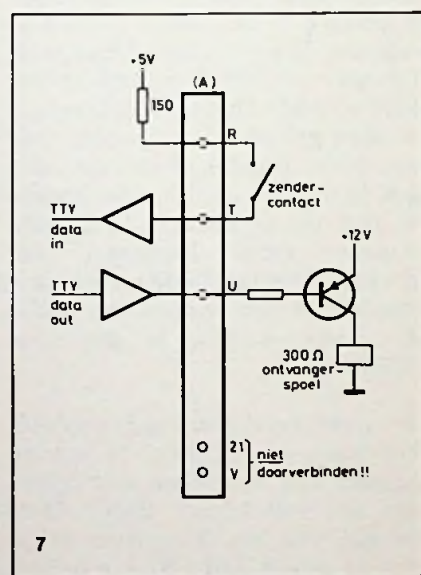 +5V
(A)
150
R
zender-
contact
T
TTY
data
in
+12V
TTY
data
out
U
300Ω
ontvanger-
spoel
21
niet
V
doorverbinden!!
7